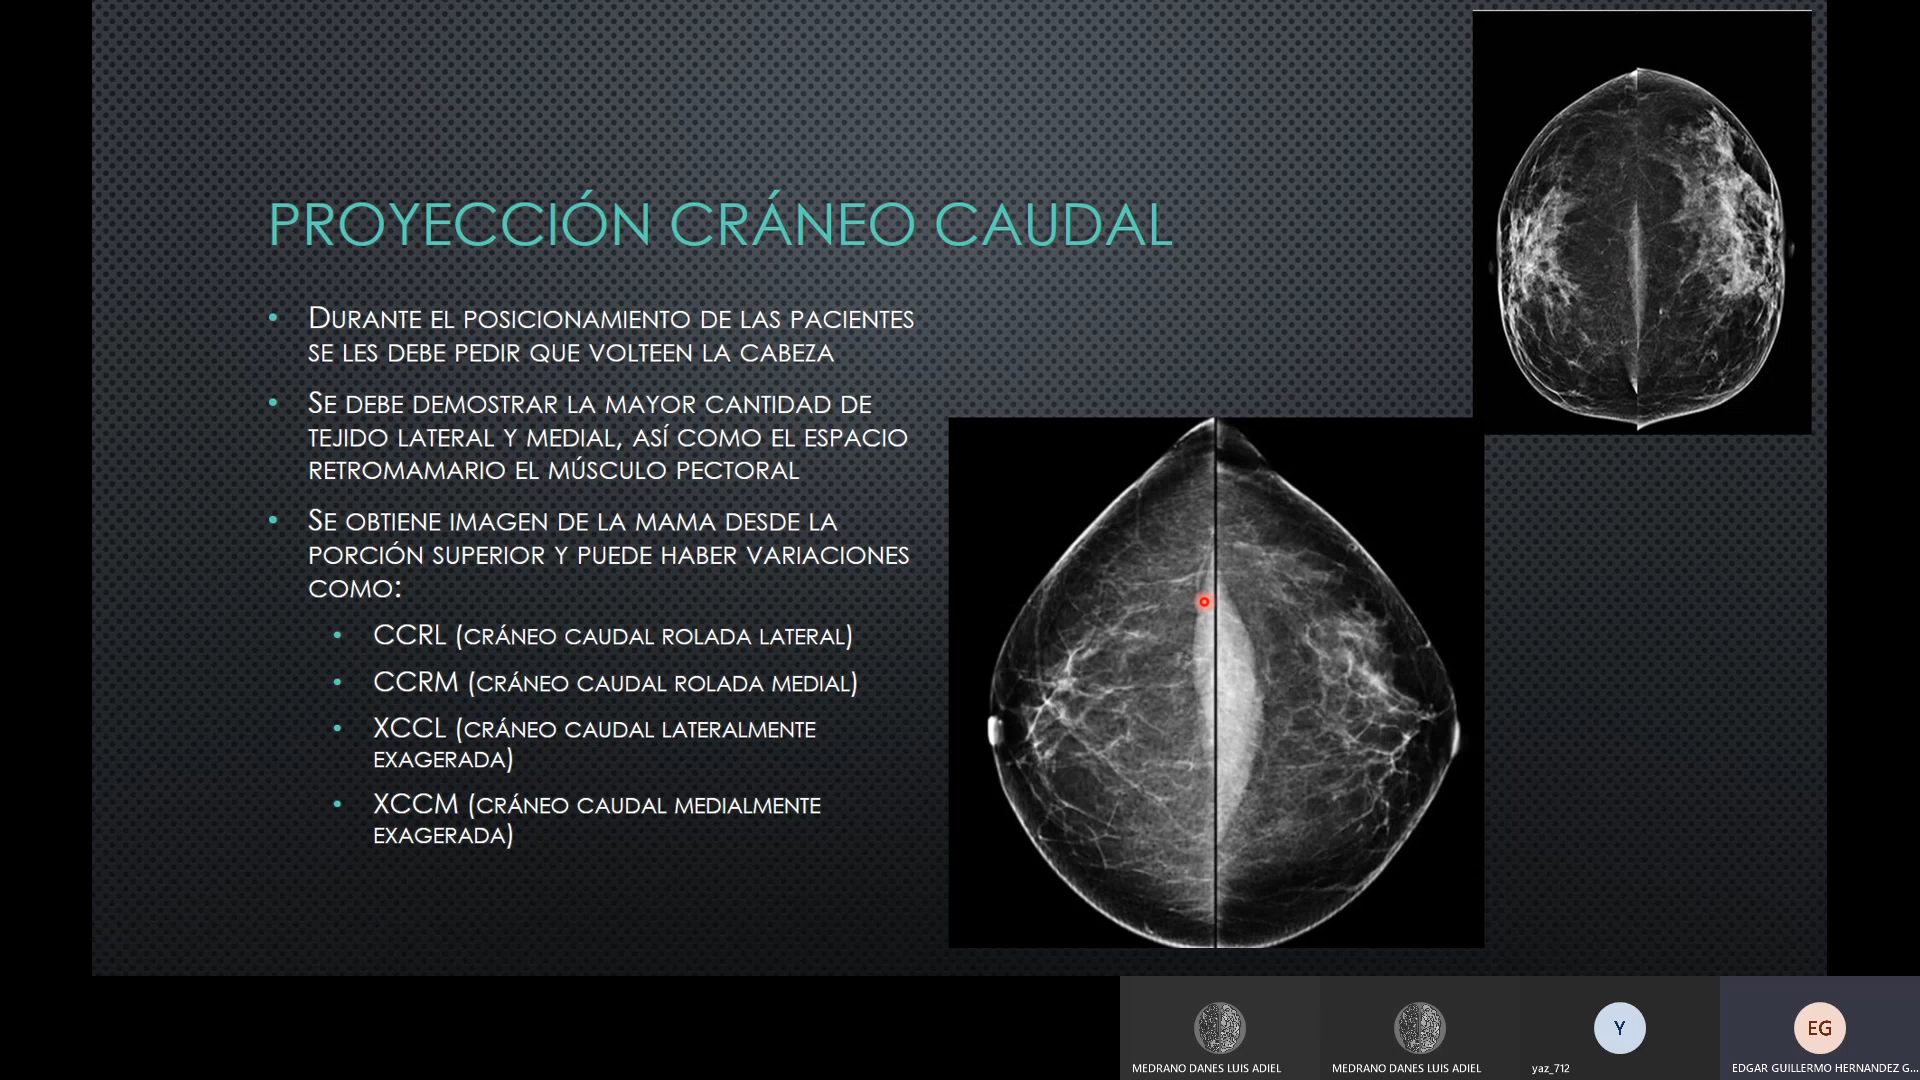 PROYECCIÓN CRÁNEO CAUDAL
• DURANTE EL POSICIONAMIENTO DE LAS PACIENTES
SE LES DEBE PEDIR QUE VOLTEEN LA CABEZA
• SE DEBE DEMOSTRAR LA MAYOR CANTIDAD DE
TEJIDO LATERAL Y MEDIAL, ASÍ COMO EL ESPACIO
RETROMAMARIO EL MÚSCULO PECTORAL
• SE OBTIENE IMAGEN DE LA MAMA DESDE LA
PORCIÓN SUPERIOR Y PUEDE HABER VARIACIONES
COMO:
• CCRL (CRÁNEO CAUDAL ROLADA LATERAL)
• CCRM (CRÁNEO CAUDAL ROLADA MEDIAL)
• XCCL (CRÁNEO CAUDAL LATERALMENTE
EXAGERADA)
• XCCM (CRÁNEO CAUDAL MEDIALMENTE
EXAGERADA)
MEDRANO DANES LUIS ADIEL
MEDRANO DANES LUIS ADIEL
Y
yaz_712
EG
EDGAR GUILLERMO HERNANDEZ G...